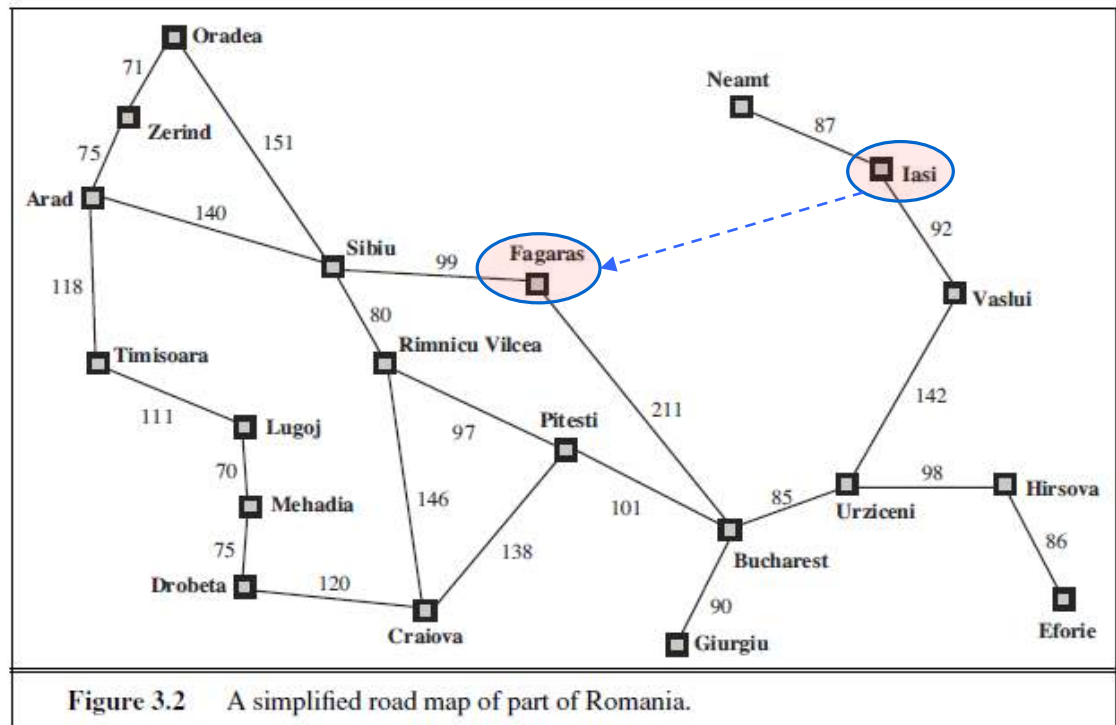 Oradea
71
Neamt
Zerind
87
75
151
Iasi
Arad
140
92
Sibiu
Fagaras
99
118
Vaslui
80
Timisoara
Rimnicu Vilcea
142
111
211
Lugoj
Pitesti
97
70
98
Hirsova
Mehadia
146
101
85
Urziceni
75
138
86
Bucharest
Drobeta
120
90
Craiova
Giurgiu
Eforie
Figure 3.2 A simplified road map of part of Romania.